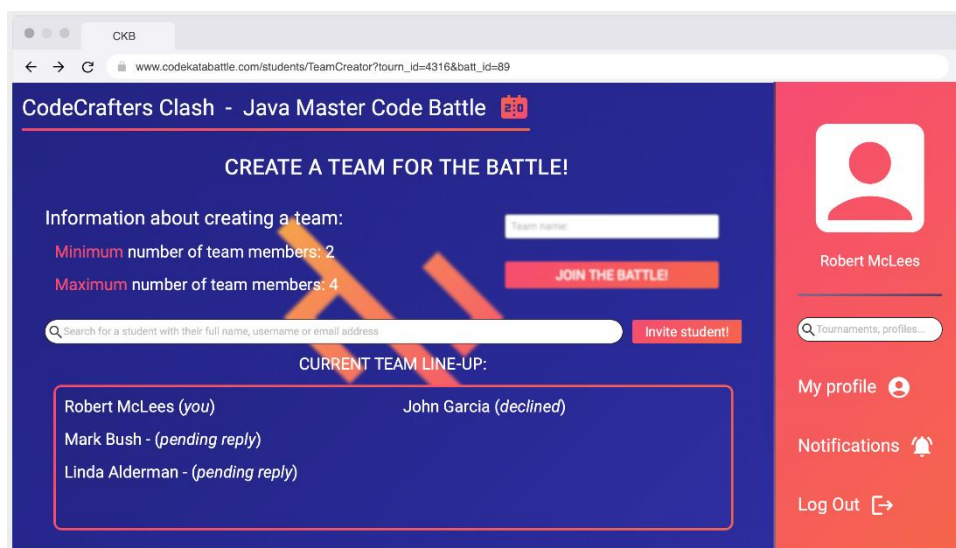 CKB
www.codekatabattle.com/students/TeamCreator?tourn_id=4316&batt_id=89
CodeCrafters Clash - Java Master Code Battle
CREATE A TEAM FOR THE BATTLE!
Information about creating a team:
Minimum number of team members: 2
Maximum number of team members: 4
Team name:
JOIN THE BATTLE!
Search for a student with their full name, username or email address
Invite student!
CURRENT TEAM LINE-UP:
Robert McLees (you)
Mark Bush - (pending reply)
Linda Alderman - (pending reply)
John Garcia (declined)
Robert McLees
Tournaments, profiles...
My profile
Notifications
Log Out